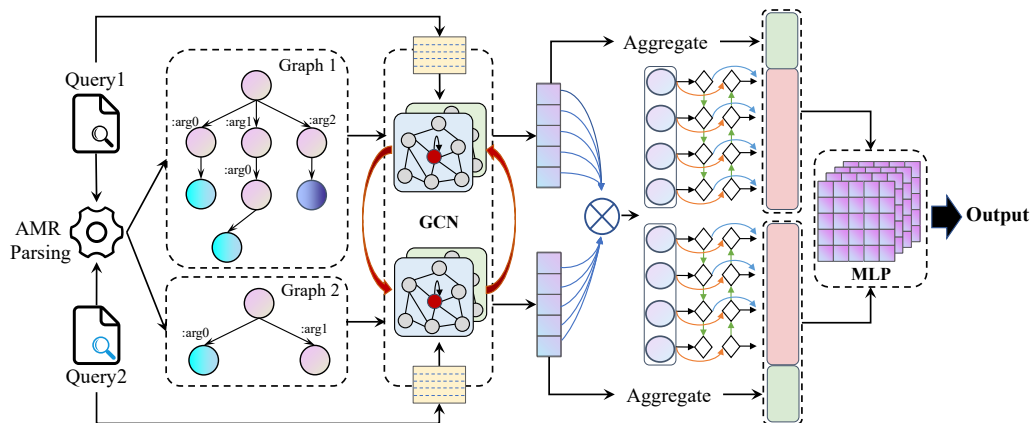 Query1
AMR
Parsing
Query2
Graph 1
:arg0
:arg1
:arg2
:arg0
Graph 2
:arg0
:arg1
GCN
Aggregate
Aggregate
MLP
Output